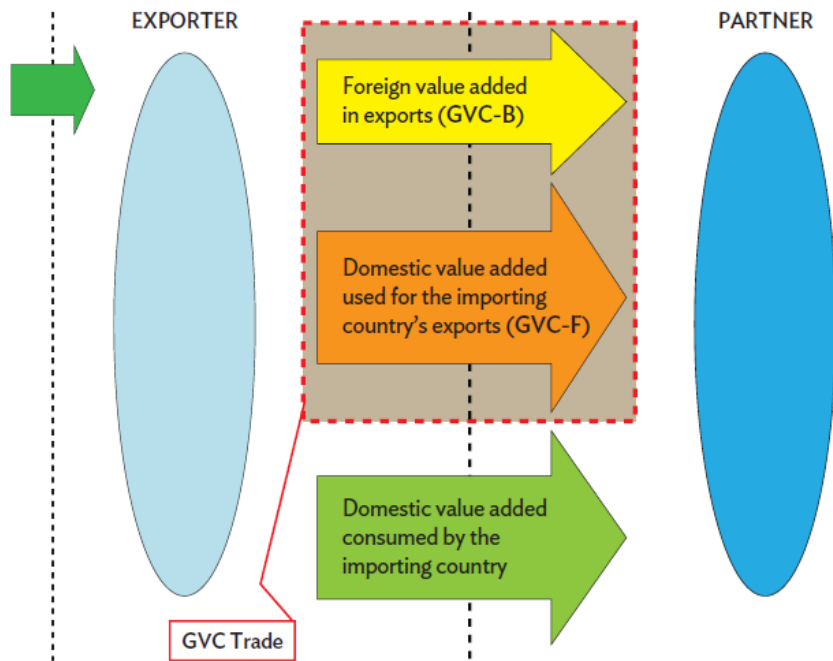 EXPORTER
PARTNER
Foreign value added
in exports (GVC-B)
Domestic value added
used for the importing
country’s exports (GVC-F)
Domestic value added
consumed by the
importing country
GVC Trade